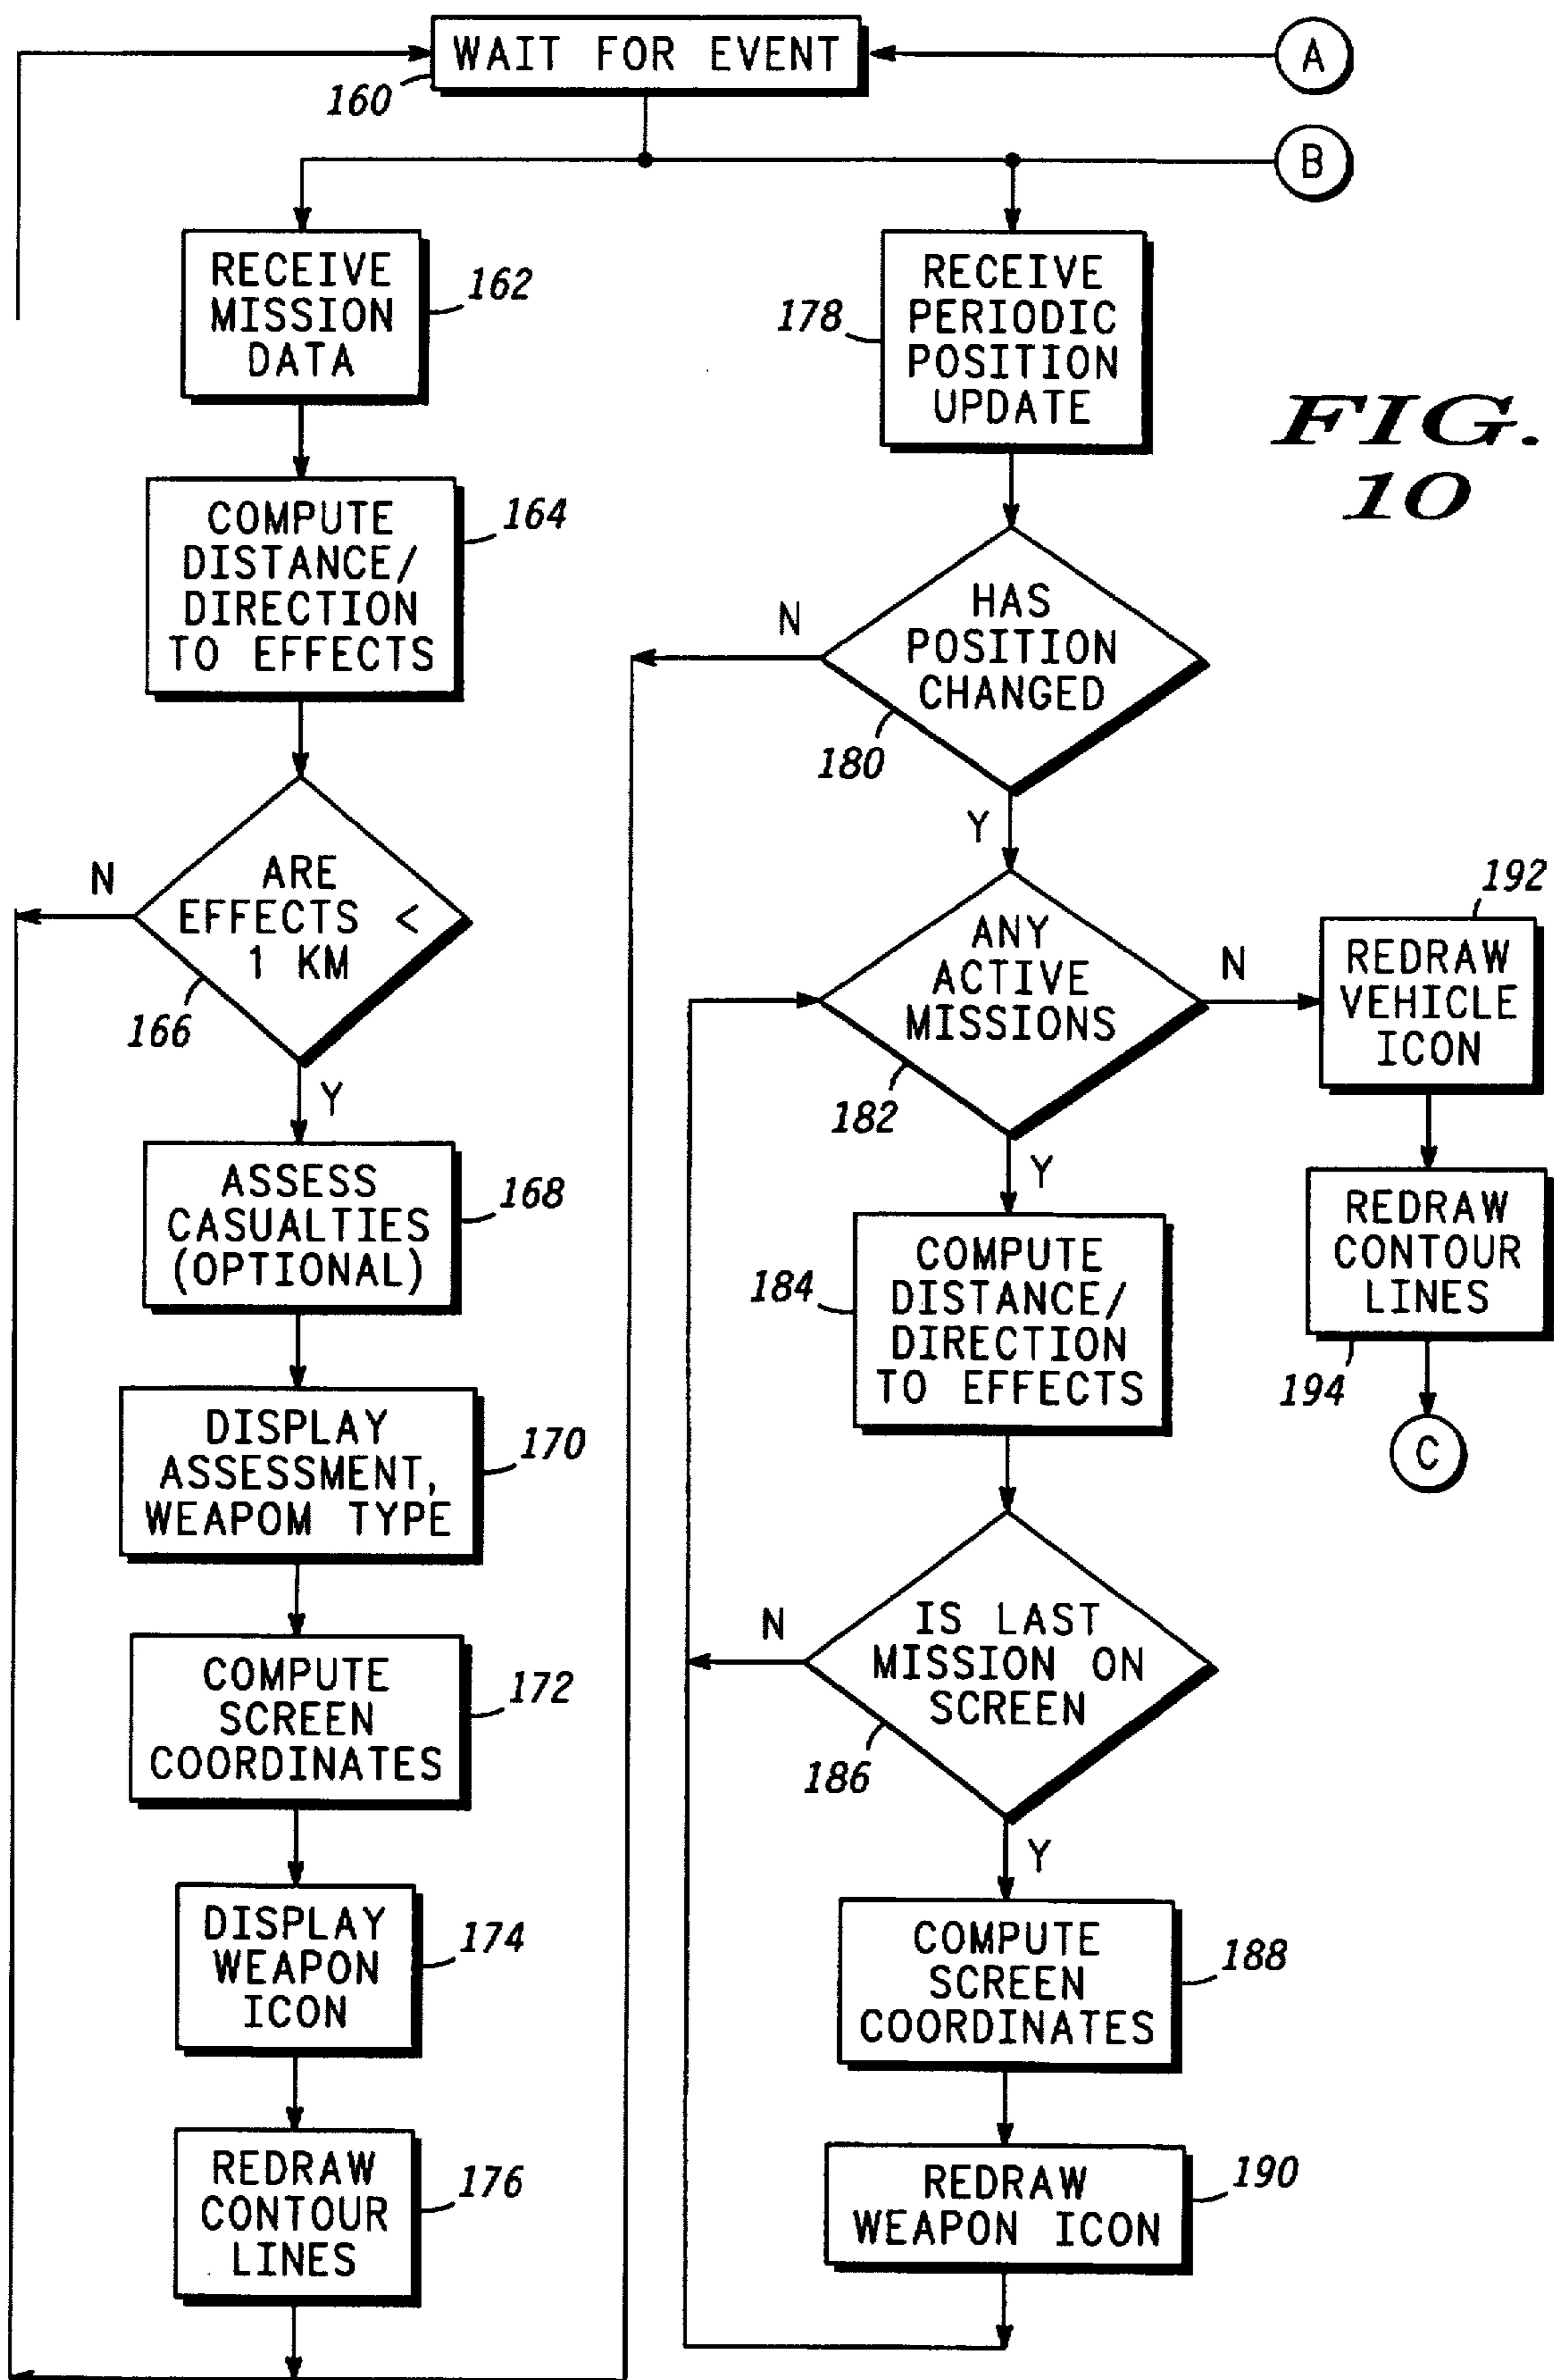 WAIT FOR EVENT
160
A
B
RECEIVE
MISSION
DATA
162
COMPUTE
DISTANCE/
DIRECTION
TO EFFECTS
164
N
ARE
EFFECTS <
1 KM
166
Y
ASSESS
CASUALTIES
(OPTIONAL)
168
DISPLAY
ASSESSMENT,
WEAPOM TYPE
170
COMPUTE
SCREEN
COORDINATES
172
DISPLAY
WEAPON
ICON
174
REDRAW
CONTOUR
LINES
176
RECEIVE
PERIODIC
POSITION
UPDATE
178
FIG.
10
N
HAS
POSITION
CHANGED
180
Y
ANY
ACTIVE
MISSIONS
182
N
192
REDRAW
VEHICLE
ICON
REDRAW
CONTOUR
LINES
194
C
Y
COMPUTE
DISTANCE/
DIRECTION
TO EFFECTS
184
N
IS LAST
MISSION ON
SCREEN
186
Y
COMPUTE
SCREEN
COORDINATES
188
REDRAW
WEAPON ICON
190